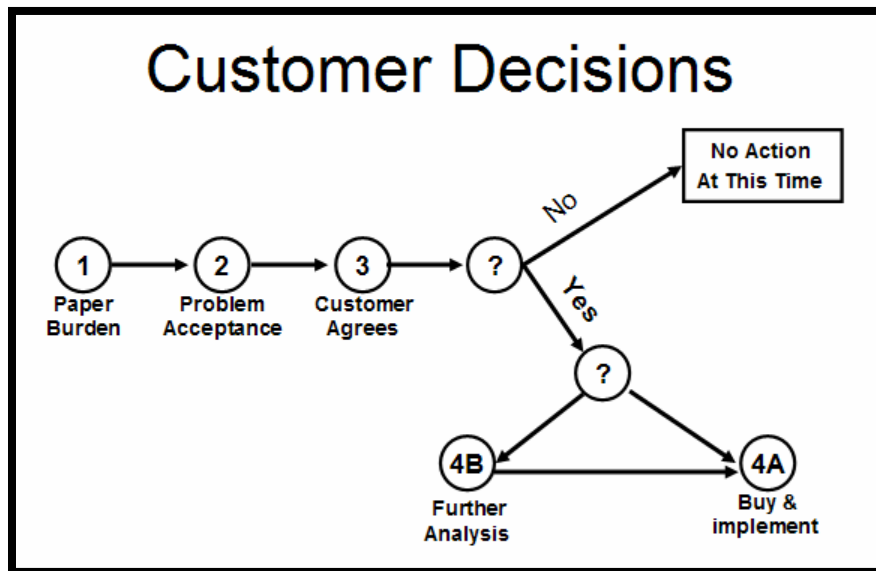 Customer Decisions
No Action
At This Time
No
1
2
3
?
Paper
Burden
Problem
Acceptance
Customer
Agrees
Yes
?
4B
4A
Further
Analysis
Buy &
implement